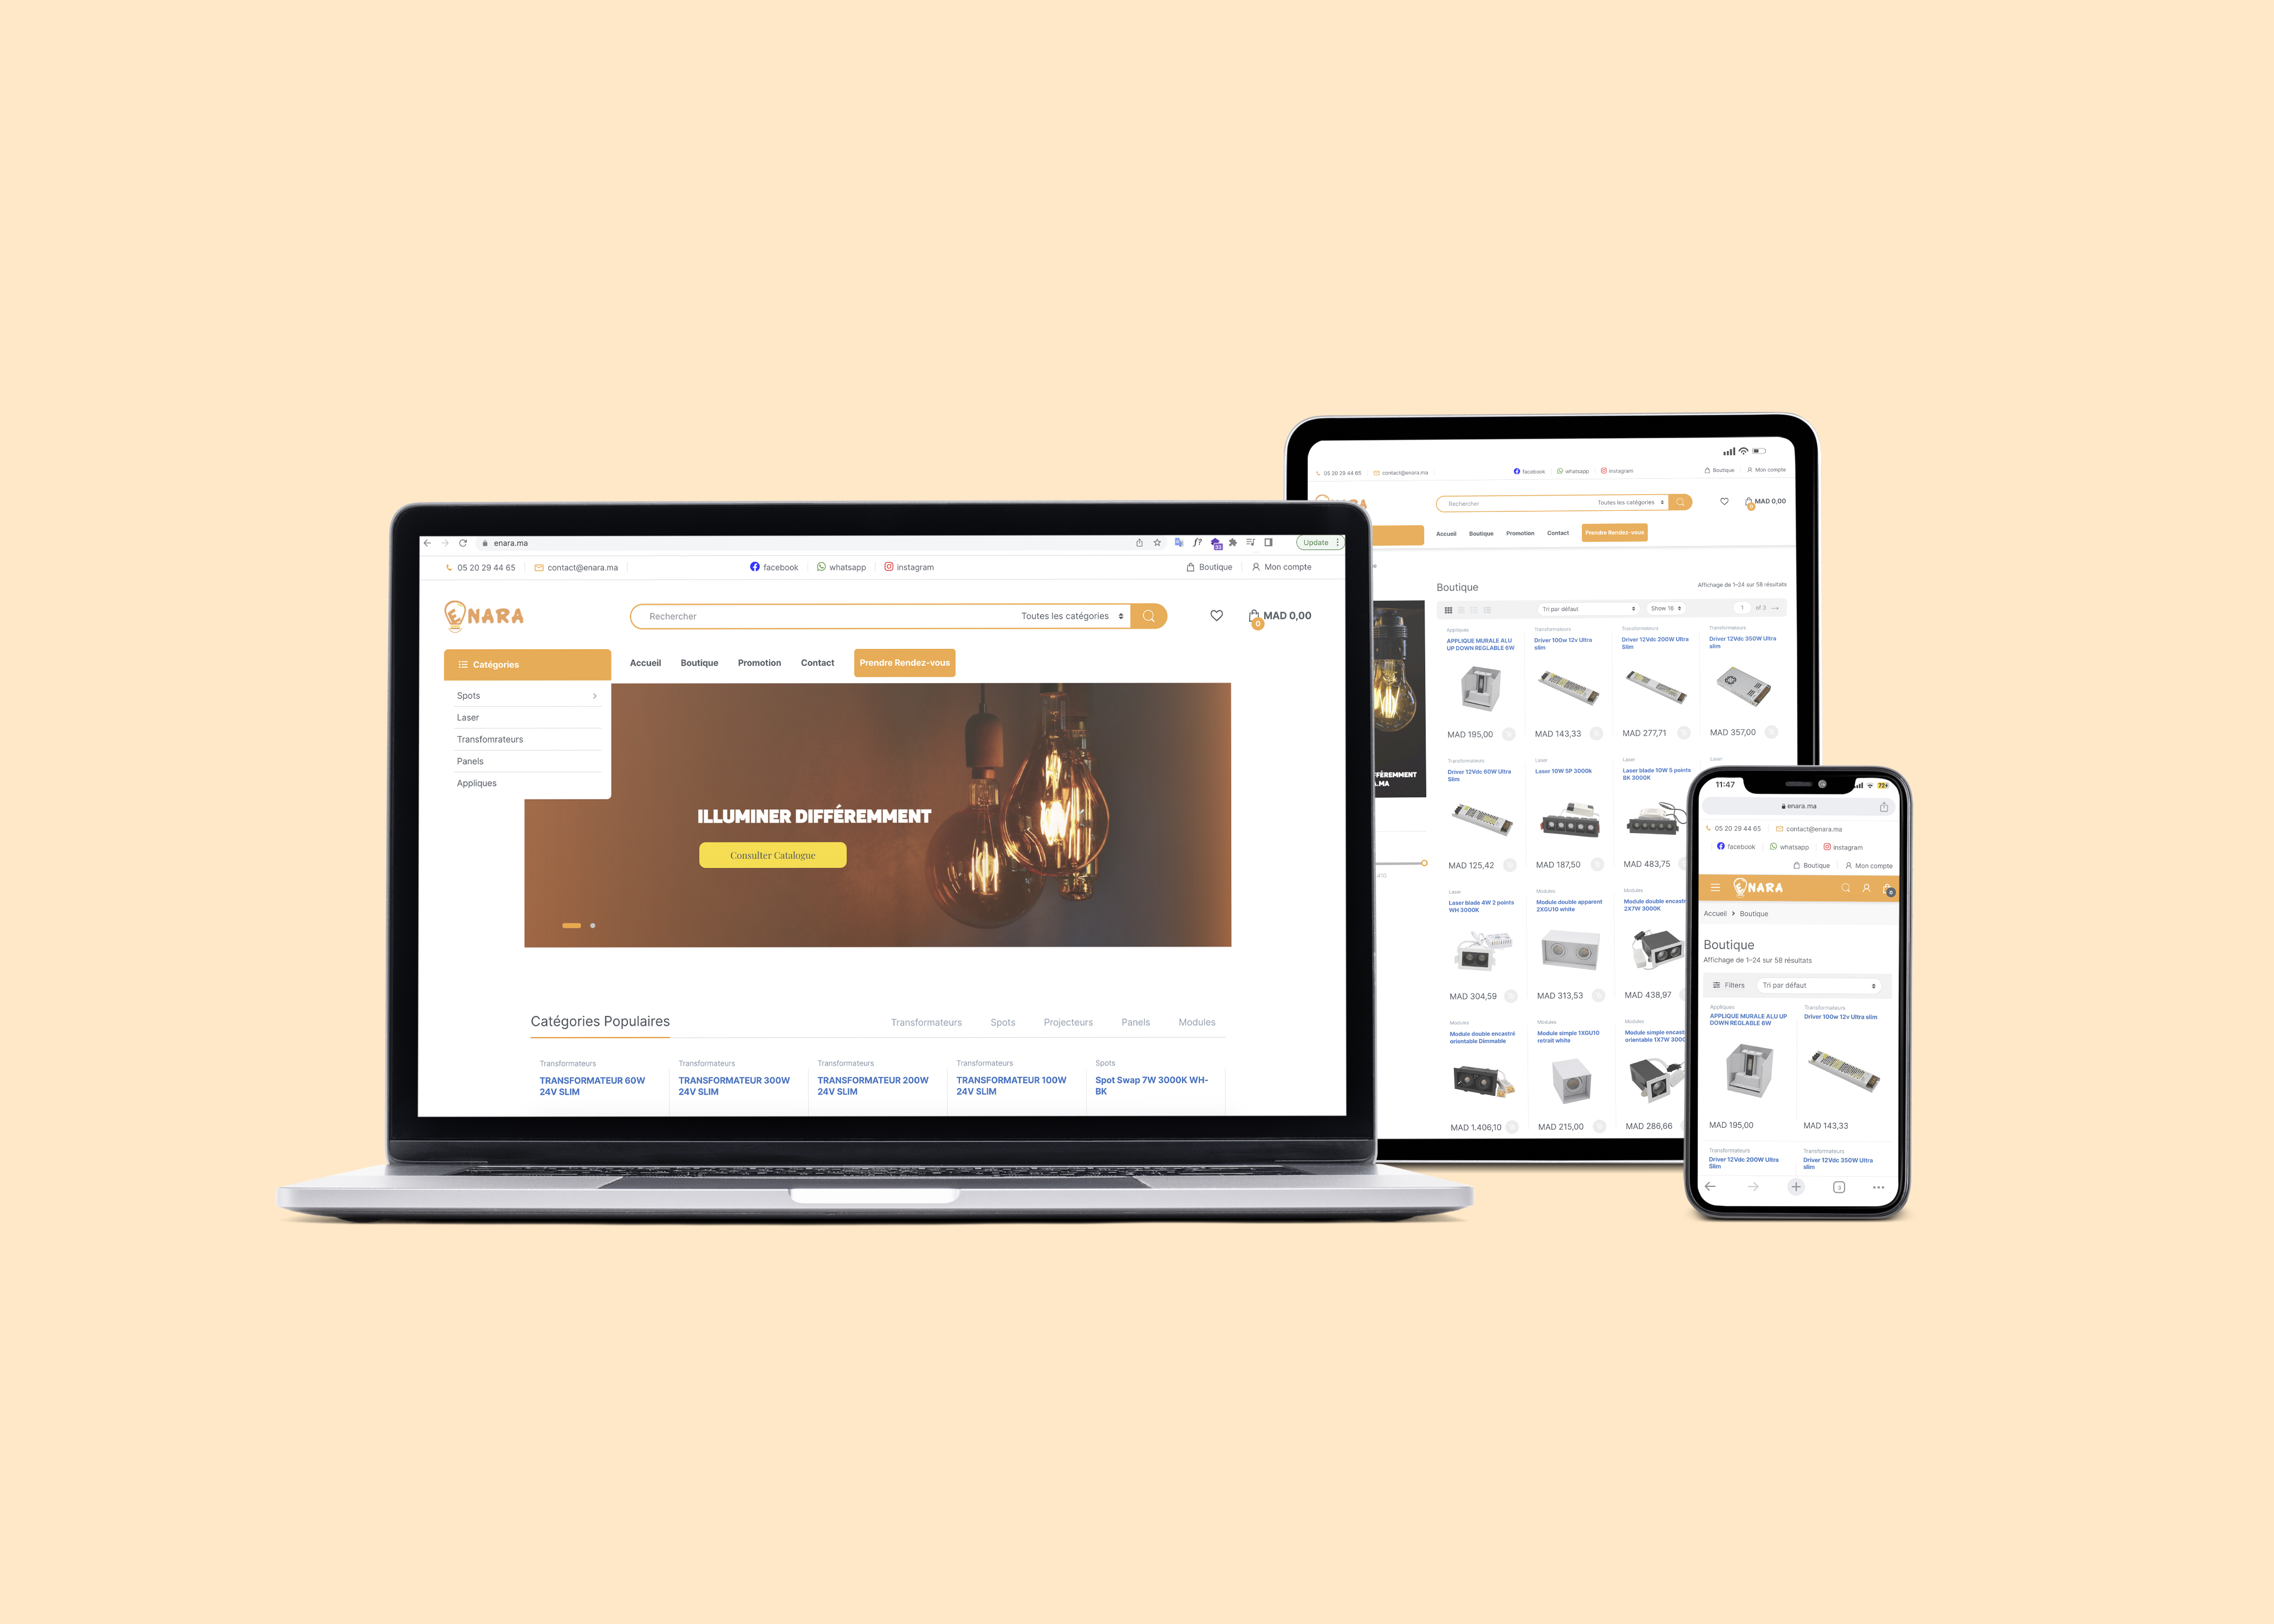 enara.ma
Update
05 20 29 44 65
contact@enara.ma
facebook
whatsapp
instagram
Boutique
Mon compte
ENARA
Rechercher
Toutes les catégories
0
MAD 0,00
Catégories
Accueil
Boutique
Promotion
Contact
Prendre Rendez-vous
Spots
Laser
Transfomrateurs
Panels
Appliques
ILLUMINER DIFFÉREMMENT
Consulter Catalogue
Catégories Populaires
Transformateurs
Spots
Projecteurs
Panels
Modules
Transformateurs
TRANSFORMATEUR 60W
24V SLIM
Transformateurs
TRANSFORMATEUR 300W
24V SLIM
Transformateurs
TRANSFORMATEUR 200W
24V SLIM
Transformateurs
TRANSFORMATEUR 100W
24V SLIM
Spots
Spot Swap 7W 3000K WH-
BK
05 20 29 44 65
contact@enara.ma
facebook
whatsapp
instagram
Boutique
Mon compte
Rechercher
Toutes les catégories
MAD 0,00
Accueil
Boutique
Promotion
Contact
Prendre Rendez-vous
Boutique
Affichage de 1–24 sur 58 résultats
Tri par défaut
Show 16
1
of 3
Appliques
APPLIQUE MURALE ALU
UP DOWN REGLABLE 6W
MAD 195,00
Transformateurs
Driver 100w 12v Ultra
slim
MAD 143,33
Transformateurs
Driver 12Vdc 200W Ultra
Slim
MAD 277,71
Transformateurs
Driver 12Vdc 350W Ultra
slim
MAD 357,00
Transformateurs
Driver 12Vdc 60W Ultra
Slim
MAD 125,42
Laser
Laser 10W 5P 3000k
MAD 187,50
Laser
Laser blade 10W 5 points
BK 3000K
MAD 483,75
Laser
Laser
Laser blade 4W 2 points
WH 3000K
MAD 304,59
Modules
Module double apparent
2XGU10 white
MAD 313,53
Modules
Module double encastr
2X7W 3000K
MAD 438,97
Modules
Module double encastré
orientable Dimmable
MAD 1.406,10
Modules
Module simple 1XGU10
retrait white
MAD 215,00
Modules
Module simple encast
orientable 1X7W 3000
MAD 286,66
11:47
72+
enara.ma
05 20 29 44 65
contact@enara.ma
facebook
whatsapp
instagram
Boutique
Mon compte
ENARA
0
Accueil > Boutique
Boutique
Affichage de 1–24 sur 58 résultats
Filters
Tri par défaut
Appliques
APPLIQUE MURALE ALU UP
DOWN REGLABLE 6W
MAD 195,00
Transformateurs
Driver 100w 12v Ultra slim
MAD 143,33
Transformateurs
Driver 12Vdc 200W Ultra
Slim
Transformateurs
Driver 12Vdc 350W Ultra
slim
3